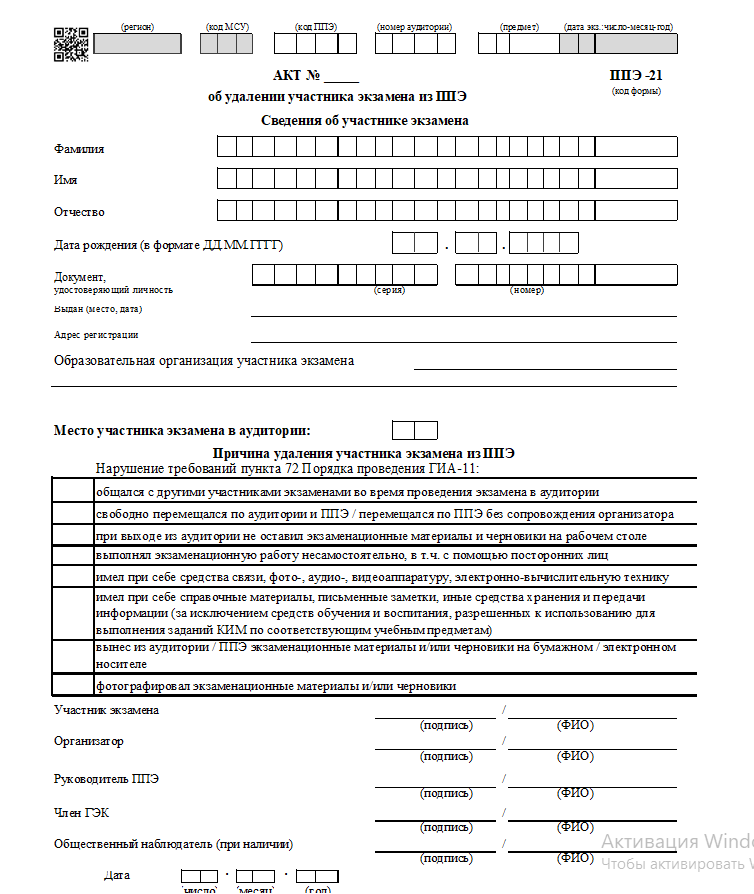 (регион) (код МСУ) (код ППЭ) (номер аудитории) (предмет) (дата экз.:число-месяц-год)
АКТ № _____ ППЭ -21
об удалении участника экзамена из ППЭ (код формы)
Сведения об участнике экзамена
Фамилия
Имя
Отчество
Дата рождения (в формате ДД.ММ.ГГГГ) . .
Документ,
удостоверяющий личность (серия) (номер)
Выдан (место, дата)
Адрес регистрации
Образовательная организация участника экзамена
Место участника экзамена в аудитории:
Причина удаления участника экзамена из ППЭ
Нарушение требований пункта 72 Порядка проведения ГИА-11:
общался с другими участниками экзаменами во время проведения экзамена в аудитории
свободно перемещался по аудитории и ППЭ / перемещался по ППЭ без сопровождения организатора
при выходе из аудитории не оставил экзаменационные материалы и черновики на рабочем столе
выполнял экзаменационную работу несамостоятельно, в т.ч. с помощью посторонних лиц
имел при себе средства связи, фото-, аудио-, видеоаппаратуру, электронно-вычислительную технику
имел при себе справочные материалы, письменные заметки, иные средства хранения и передачи
информации (за исключением средств обучения и воспитания, разрешенных к использованию для
выполнения заданий КИМ по соответствующим учебным предметам)
вынес из аудитории / ППЭ экзаменационные материалы и/или черновики на бумажном / электронном
носителе
фотографировал экзаменационные материалы и/или черновики
Участник экзамена /
(подпись) (ФИО)
Организатор /
(подпись) (ФИО)
Руководитель ППЭ /
(подпись) (ФИО)
Член ГЭК /
(подпись) (ФИО)
Общественный наблюдатель (при наличии) /
(подпись) (ФИО)
Активация Windo
Чтобы активировать W
Дата . .
(число) (месяц) (год)